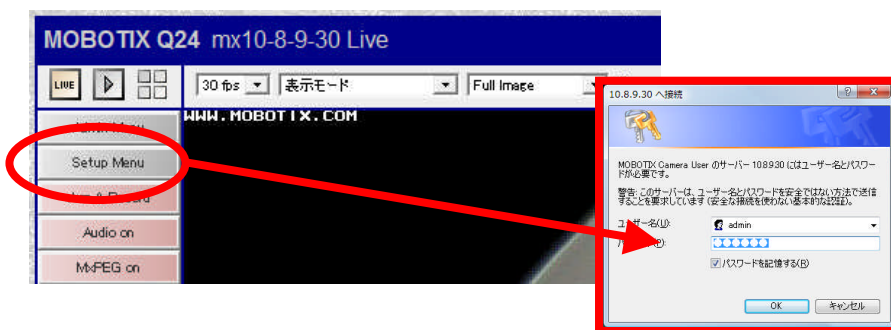 MOBOTIX Q24 mx10-8-9-30 Live
LIVE
30 fps
表示モード
Full Image
WWW.MOBOTIX.COM
Setup Menu
Audio on
MxPEG on
10.8.9.30 へ接続
MOBOTIX Camera User のサーバー 10.8.9.30 にはユーザー名とパスワー
ドが必要です。
警告: このサーバーは、ユーザー名とパスワードを安全ではない方法で送信
することを要求しています (安全な接続を使わない基本的な認証)。
ユーザー名(U):
admin
パスワードを記憶する(R)
OK
キャンセル